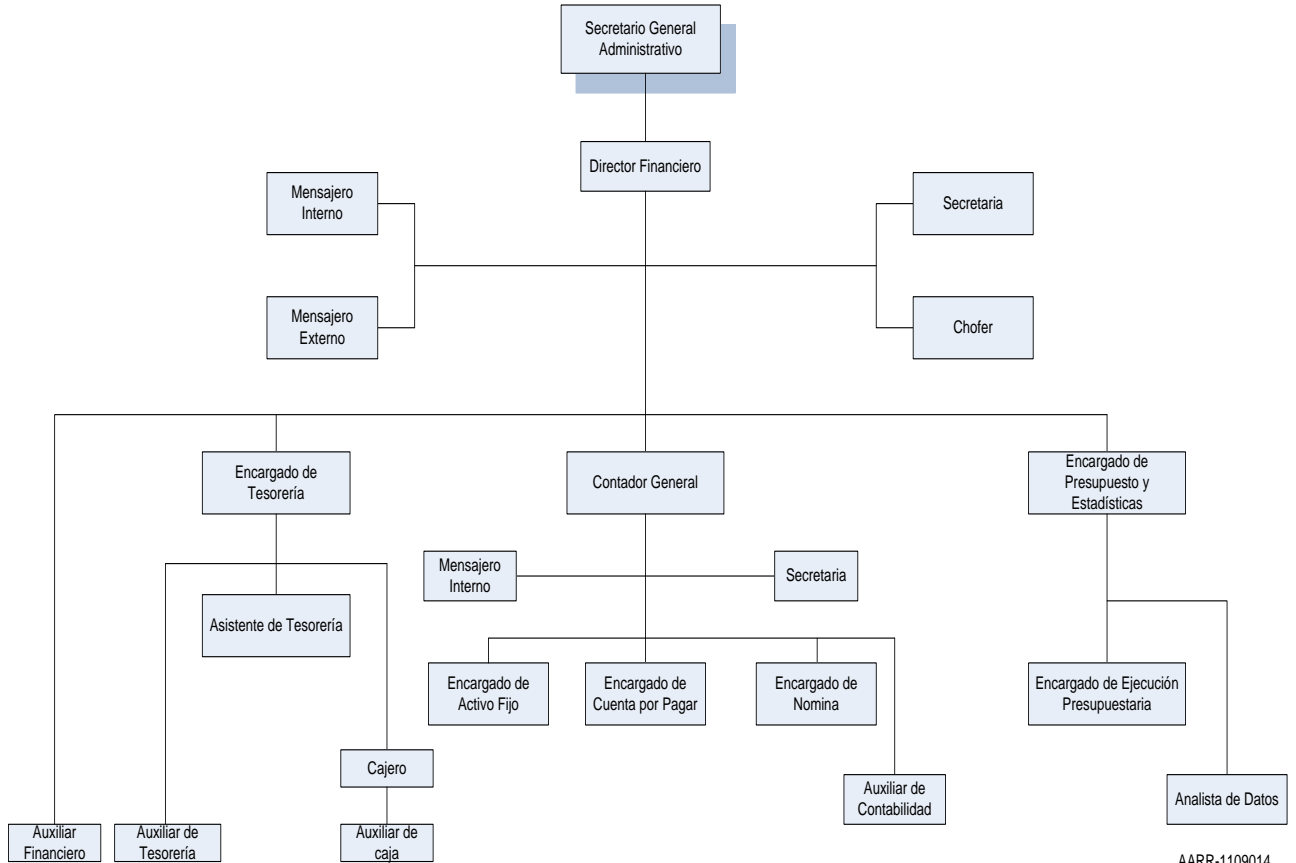 Secretario General
Administrativo
Director Financiero
Mensajero
Interno
Secretaria
Mensajero
Externo
Chofer
Encargado de
Tesorería
Contador General
Encargado de
Presupuesto y
Estadísticas
Mensajero
Interno
Secretaria
Asistente de Tesorería
Encargado de
Activo Fijo
Encargado de
Cuenta por Pagar
Encargado de
Nomina
Encargado de Ejecución
Presupuestaria
Cajero
Auxiliar de
Contabilidad
Analista de Datos
Auxiliar
Financiero
Auxiliar de
Tesorería
Auxiliar de
caja
AARR-1109014